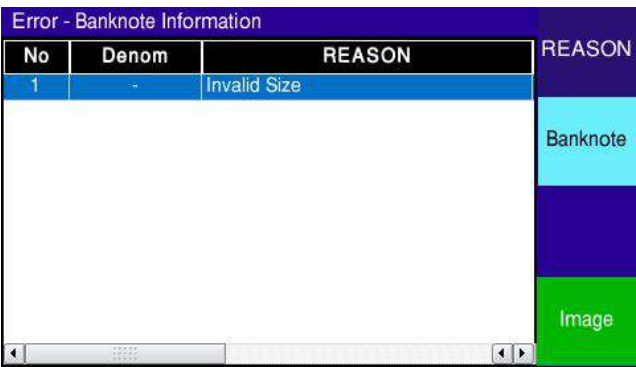 Error - Banknote Information
No Denom REASON
1 - Invalid Size
REASON
Banknote
Image